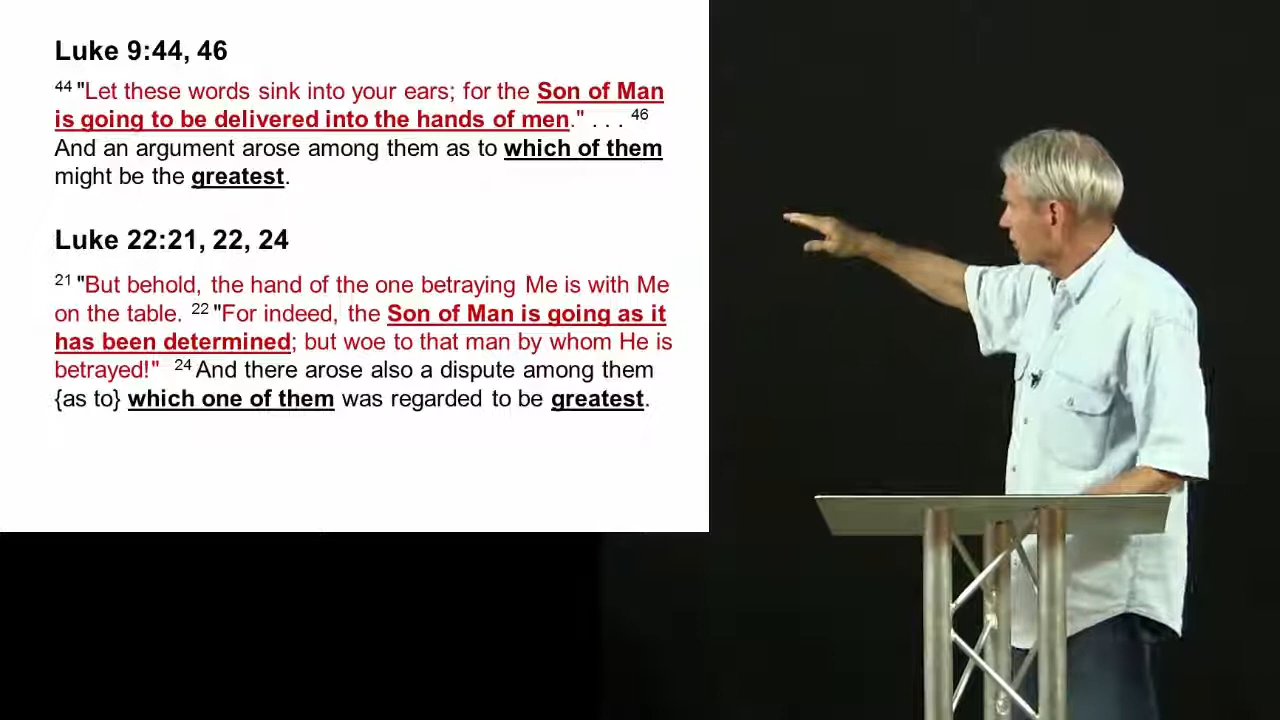 Luke 9:44, 46
44 "Let these words sink into your ears; for the Son of Man
is going to be delivered into the hands of men." . . . 46
And an argument arose among them as to which of them
might be the greatest.
Luke 22:21, 22, 24
21 "But behold, the hand of the one betraying Me is with Me
on the table. 22 "For indeed, the Son of Man is going as it
has been determined; but woe to that man by whom He is
betrayed!" 24 And there arose also a dispute among them
{as to} which one of them was regarded to be greatest.